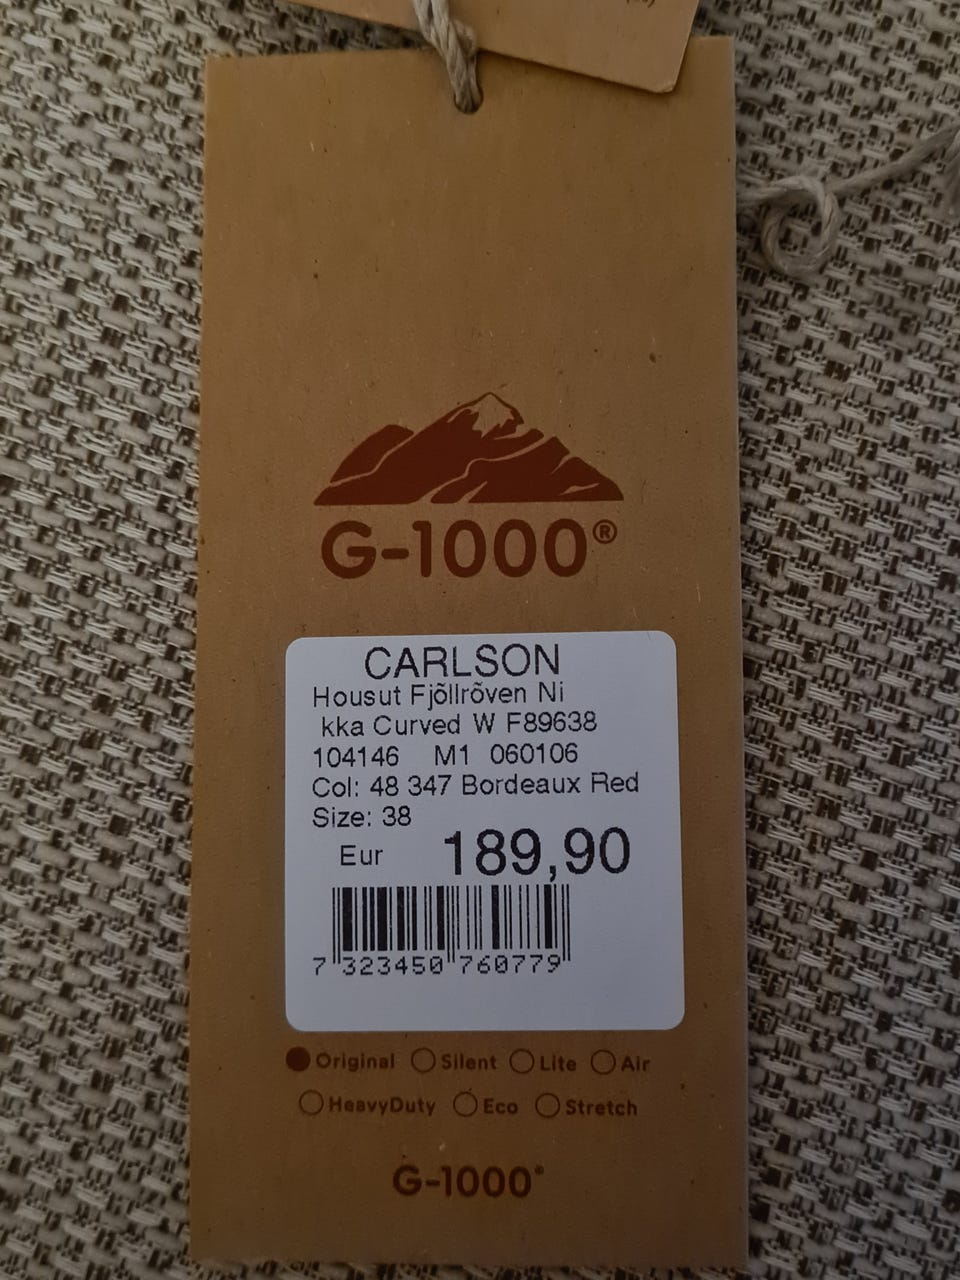 G-1000®
CARLSON
Housut Fjõllrõven Ni
kka Curved W F89638
104146 M1 060106
Col: 48 347 Bordeaux Red
Size: 38
Eur 189,90
7 323450 760779
Original Silent Lite Air
HeavyDuty Eco Stretch
G-1000®